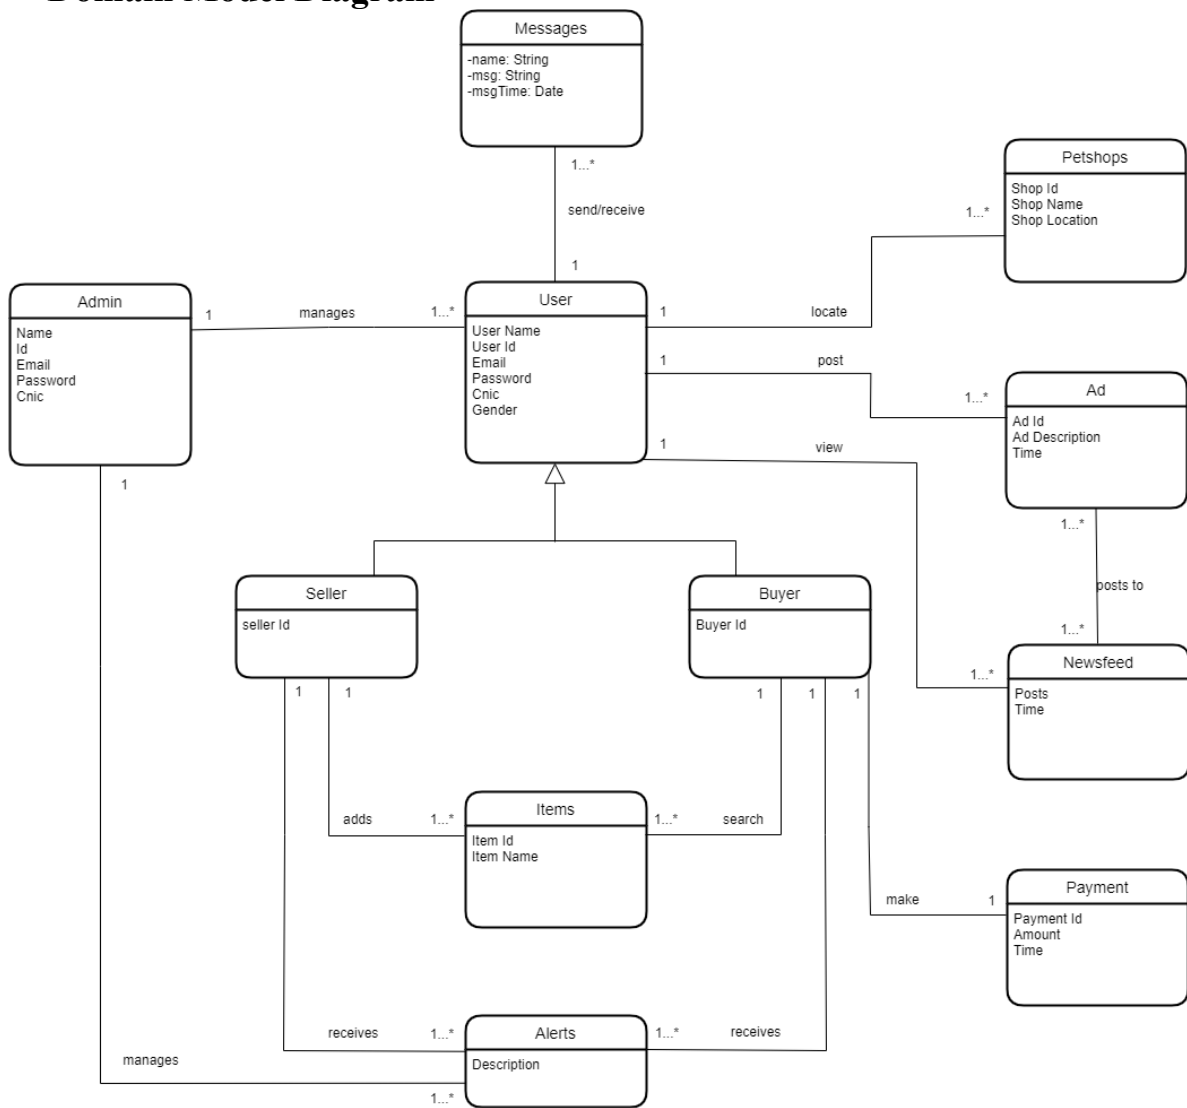 Domain Model Diagram
Messages
-name: String
-msg: String
-msgTime: Date
1...*
send/receive
1
Petshops
Shop Id
Shop Name
Shop Location
1...*
Admin
Name
Id
Email
Password
Cnic
1
manages
1...*
User
User Name
User Id
Email
Password
Cnic
Gender
1
locate
1
post
1...*
1
view
Ad
Ad Id
Ad Description
Time
1...*
posts to
1...*
1
Seller
seller Id
Buyer
Buyer Id
Newsfeed
Posts
Time
1...*
1
1
1
1
1
Items
Item Id
Item Name
adds
1...*
1...*
search
make
1
Payment
Payment Id
Amount
Time
Alerts
Description
receives
1...*
1...*
receives
manages
1...*